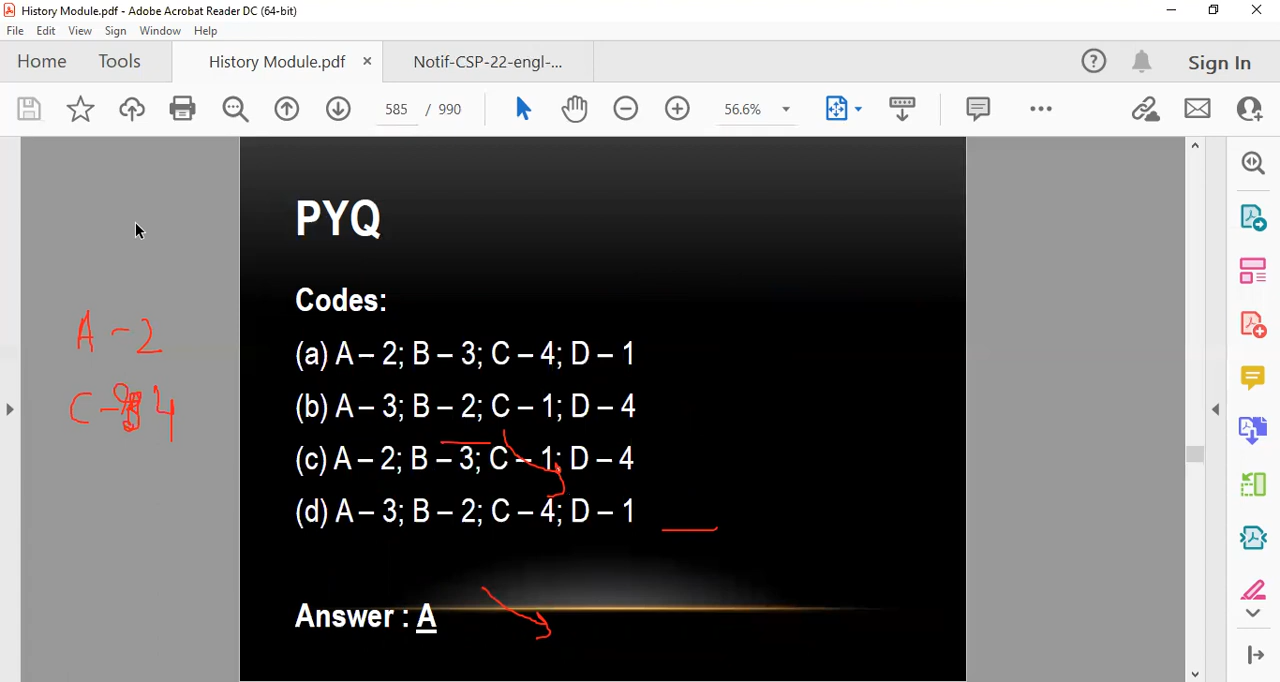 History Module.pdf - Adobe Acrobat Reader DC (64-bit)
File Edit View Sign Window Help
Home Tools History Module.pdf × Notif-CSP-22-engl-... Sign In
585 / 990 56.6%
PYQ
Codes:
(a) A – 2; B – 3; C – 4; D – 1
(b) A – 3; B – 2; C – 1; D – 4
(c) A – 2; B – 3; C – 1; D – 4
(d) A – 3; B – 2; C – 4; D – 1
Answer : A
A – 2
C – 4